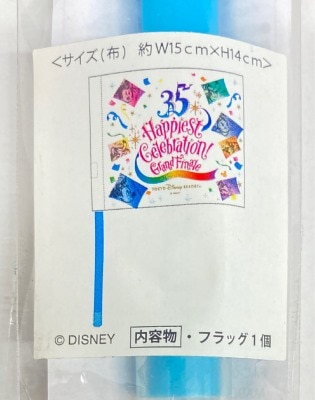 ＜サイズ(布) 約W15cm×H14cm＞
35
Happiest
Celebration!
Grand Finale
TOKYO Disney RESORT
© DISNEY 内容物・フラッグ1個